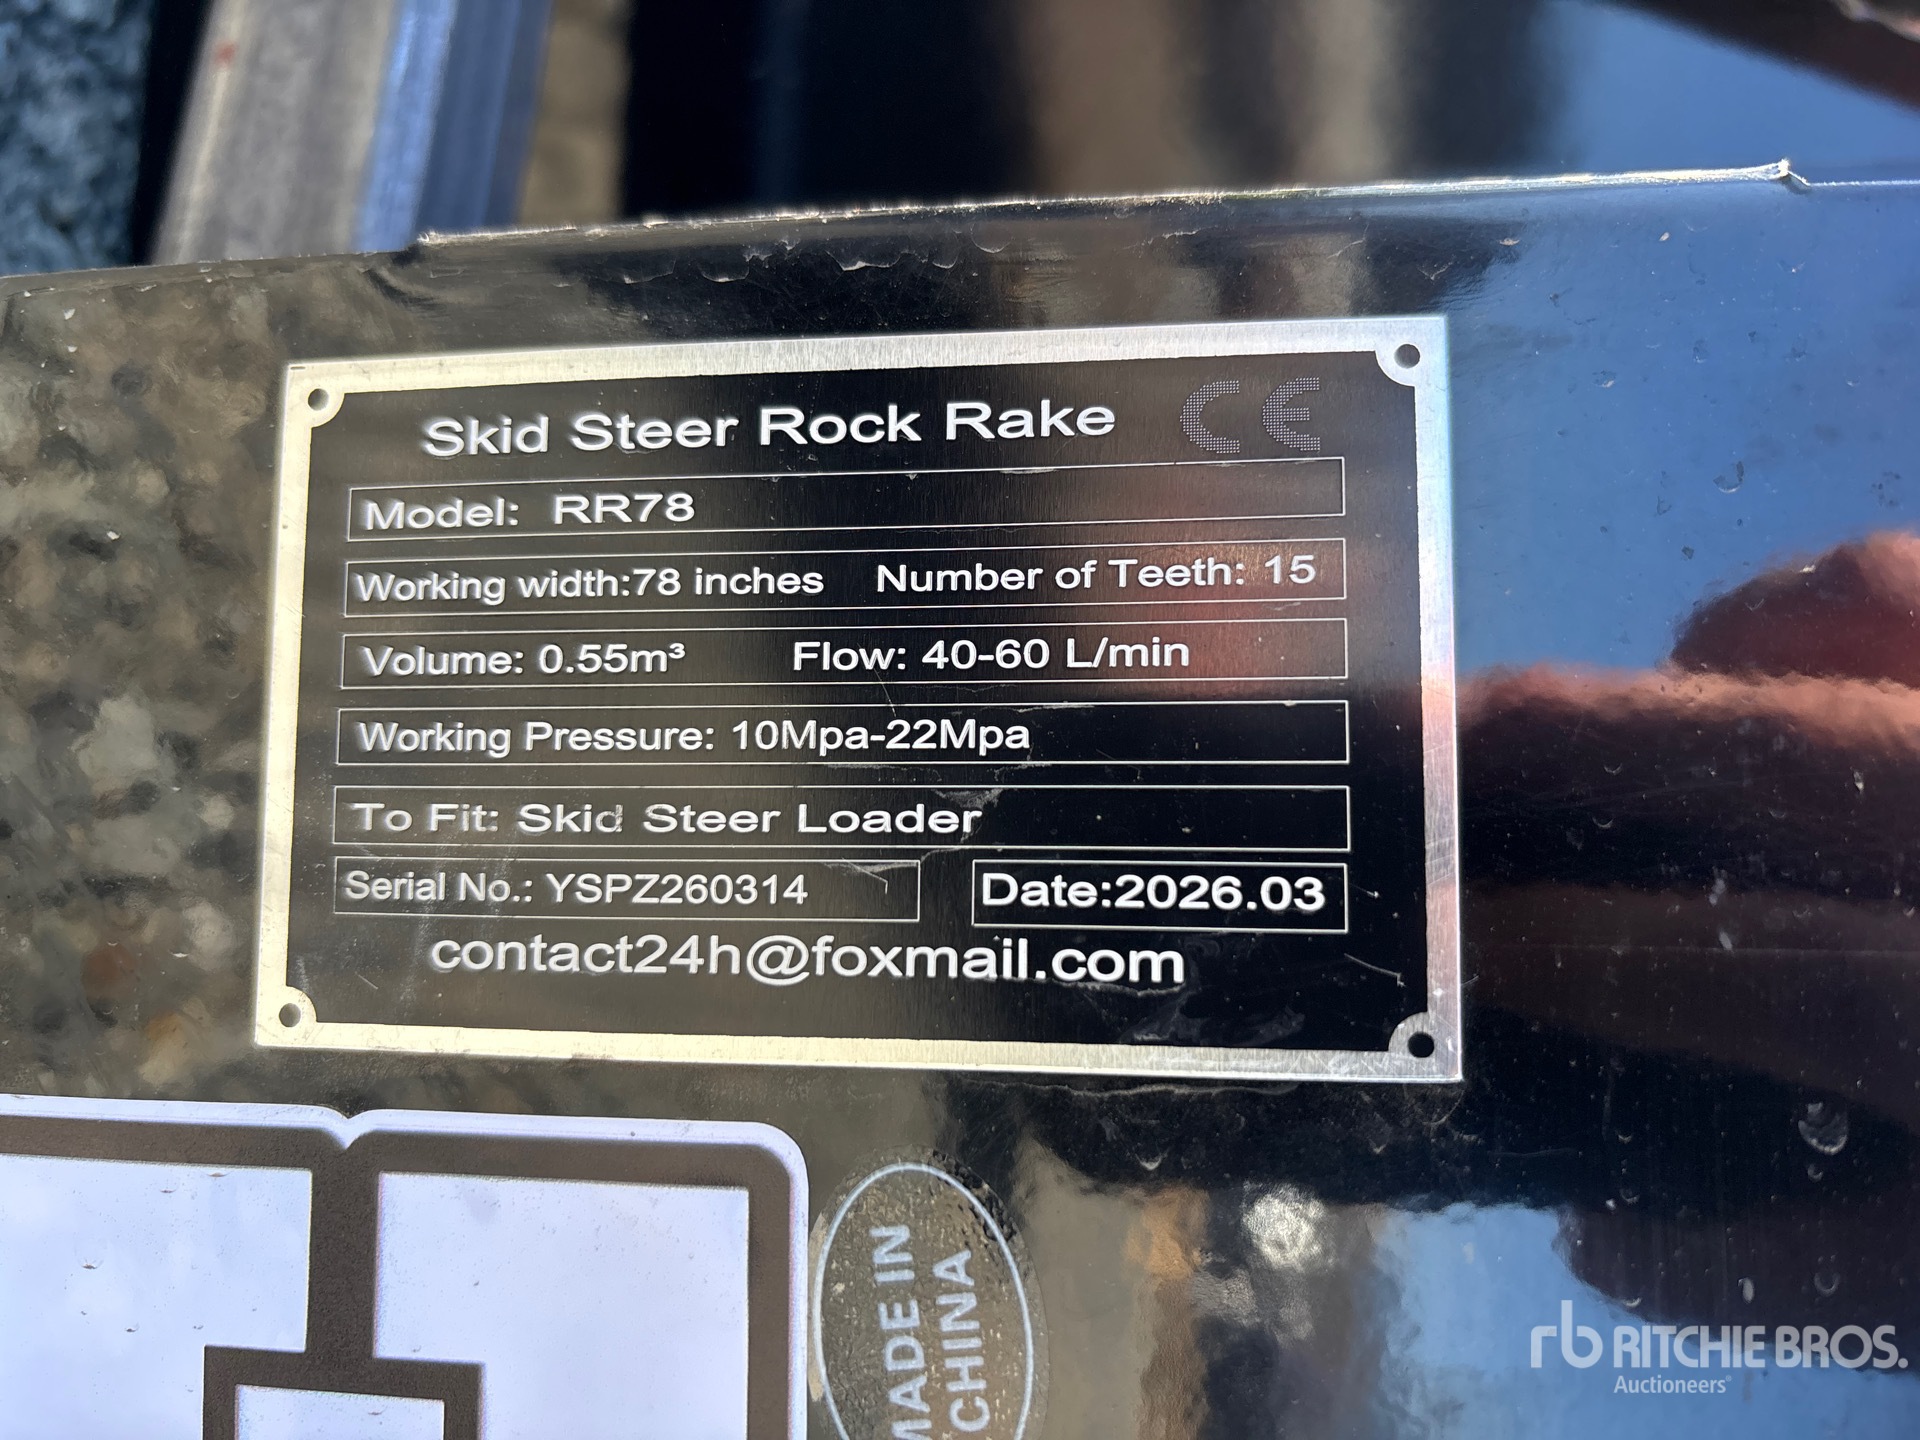 Skid Steer Rock Rake CE
Model: RR78
Working width:78 inches Number of Teeth: 15
Volume: 0.55m³ Flow: 40-60 L/min
Working Pressure: 10Mpa-22Mpa
To Fit: Skid Steer Loader
Serial No.: YSPZ260314 Date:2026.03
contact24h@foxmail.com
MADE IN
CHINA
rb RITCHIE BROS.
Auctioneers